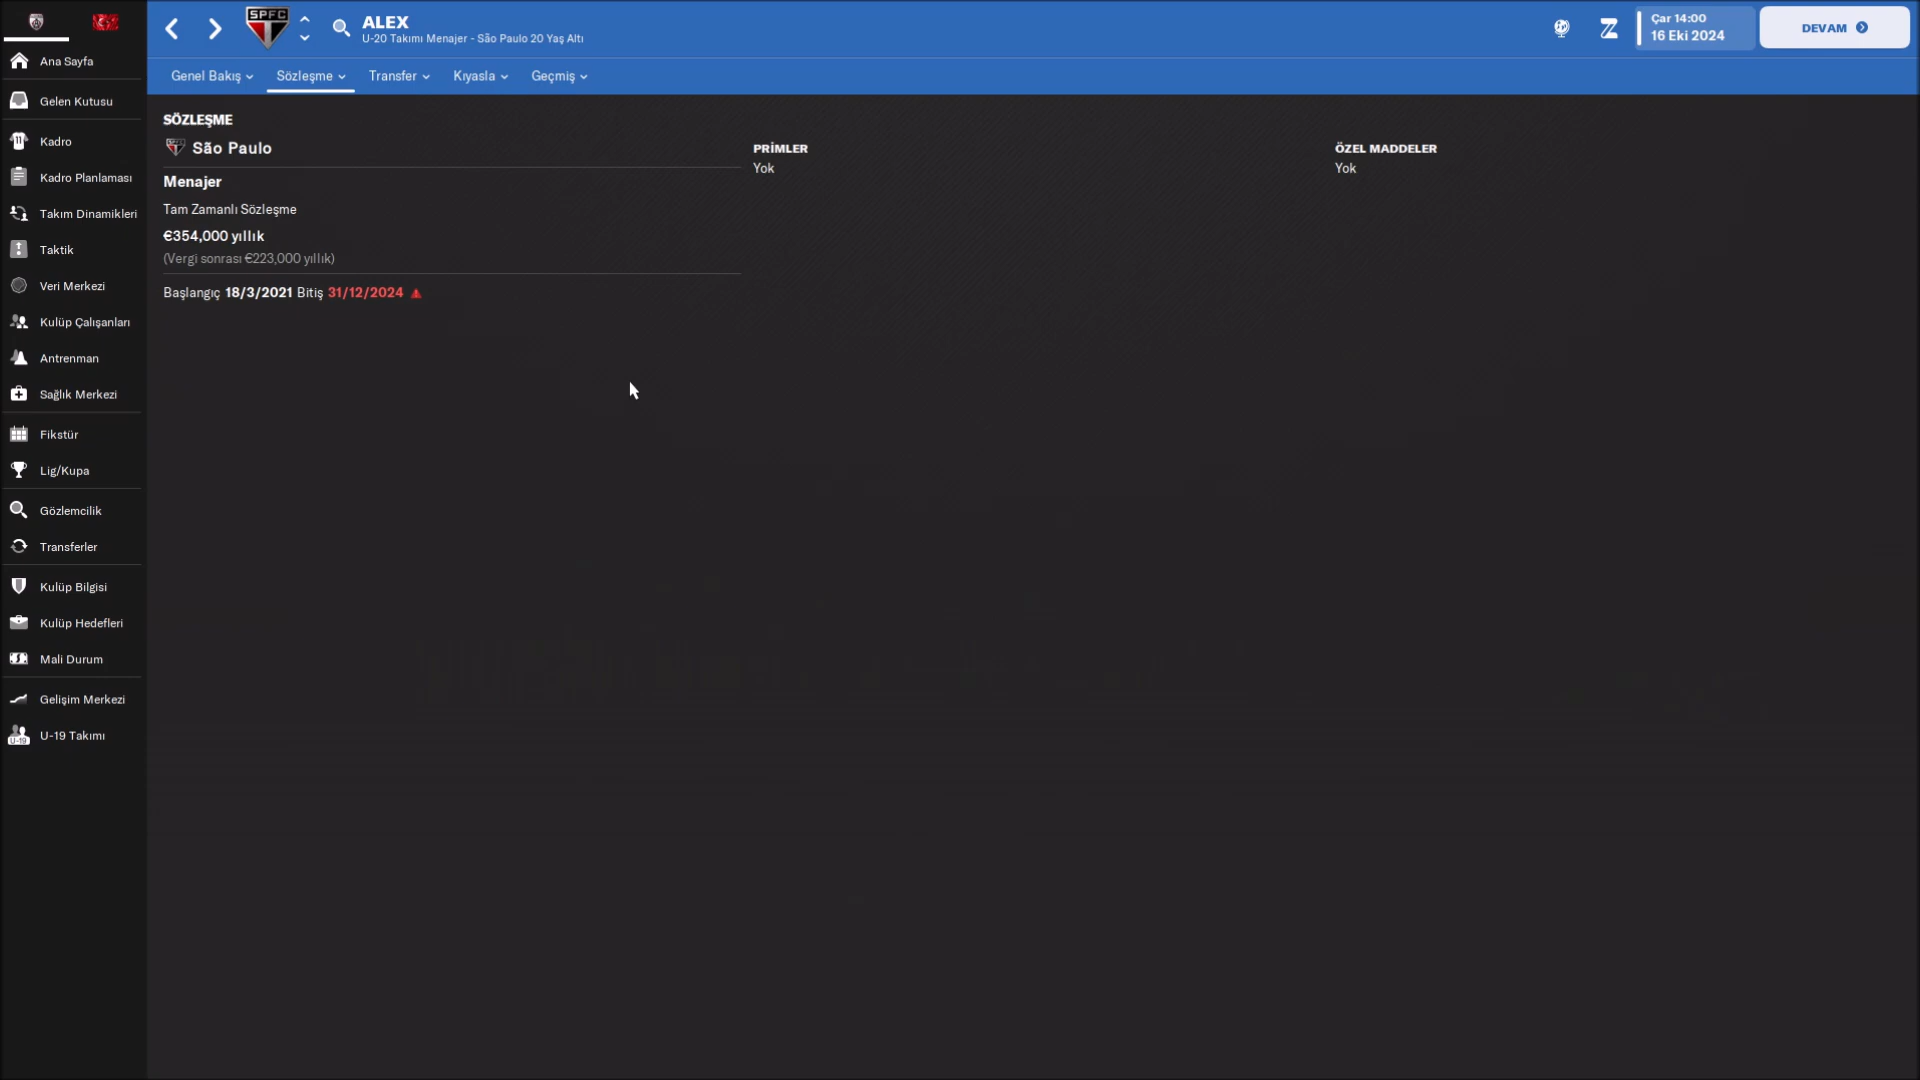 SPFC
ALEX
U-20 Takımı Menajer - São Paulo 20 Yaş Altı
Çar 14:00
16 Eki 2024
DEVAM
Genel Bakış
Sözleşme
Transfer
Kıyasla
Geçmiş
Ana Sayfa
Gelen Kutusu
Kadro
Kadro Planlaması
Takım Dinamikleri
Taktik
Veri Merkezi
Kulüp Çalışanları
Antrenman
Sağlık Merkezi
Fikstür
Lig/Kupa
Gözlemcilik
Transferler
Kulüp Bilgisi
Kulüp Hedefleri
Mali Durum
Gelişim Merkezi
U-19 Takımı
SÖZLEŞME
São Paulo
Menajer
Tam Zamanlı Sözleşme
€354,000 yıllık
(Vergi sonrası €223,000 yıllık)
Başlangıç 18/3/2021 Bitiş 31/12/2024
PRİMLER
Yok
ÖZEL MADDELER
Yok